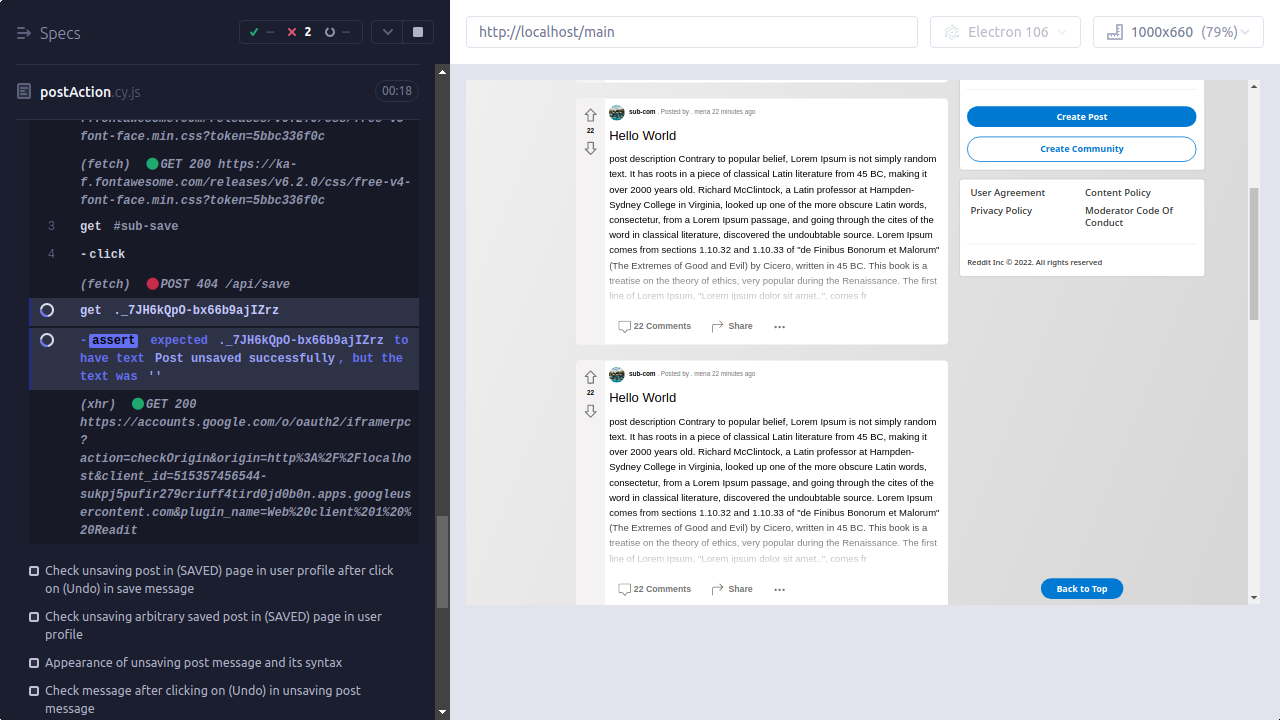 Specs
-- 2 --
postAction.cy.js
00:18
f.fontawesome.com/releases/v6.2.0/css/free-v5-
font-face.min.css?token=5bbc336f0c
(fetch) GET 200 https://ka-
f.fontawesome.com/releases/v6.2.0/css/free-v4-
font-face.min.css?token=5bbc336f0c
3 get #sub-save
4 -click
(fetch) POST 404 /api/save
get ._7JH6kQpO-bx66b9ajIZrz
-assert expected ._7JH6kQpO-bx66b9ajIZrz to
have text Post unsaved successfully, but the
text was ''
(xhr) GET 200
https://accounts.google.com/o/oauth2/iframerpc
?
action=checkOrigin&origin=http%3A%2F%2Flocalho
st&client_id=515357456544-
sukpj5pufir279criuff4tird0jd0b0n.apps.googleus
ercontent.com&plugin_name=Web%20client%201%20%
20Readit
Check unsaving post in (SAVED) page in user profile after click
on (Undo) in save message
Check unsaving arbitrary saved post in (SAVED) page in user
profile
Appearance of unsaving post message and its syntax
Check message after clicking on (Undo) in unsaving post
message
http://localhost/main
Electron 106
1000x660 (79%)
22
sub-com . Posted by . mena 22 minutes ago
Hello World
post description Contrary to popular belief, Lorem Ipsum is not simply random
text. It has roots in a piece of classical Latin literature from 45 BC, making it
over 2000 years old. Richard McClintock, a Latin professor at Hampden-
Sydney College in Virginia, looked up one of the more obscure Latin words,
consectetur, from a Lorem Ipsum passage, and going through the cites of the
word in classical literature, discovered the undoubtable source. Lorem Ipsum
comes from sections 1.10.32 and 1.10.33 of "de Finibus Bonorum et Malorum"
(The Extremes of Good and Evil) by Cicero, written in 45 BC. This book is a
treatise on the theory of ethics, very popular during the Renaissance. The first
line of Lorem Ipsum, "Lorem ipsum dolor sit amet..", comes fr
22 Comments Share ...
22
sub-com . Posted by . mena 22 minutes ago
Hello World
post description Contrary to popular belief, Lorem Ipsum is not simply random
text. It has roots in a piece of classical Latin literature from 45 BC, making it
over 2000 years old. Richard McClintock, a Latin professor at Hampden-
Sydney College in Virginia, looked up one of the more obscure Latin words,
consectetur, from a Lorem Ipsum passage, and going through the cites of the
word in classical literature, discovered the undoubtable source. Lorem Ipsum
comes from sections 1.10.32 and 1.10.33 of "de Finibus Bonorum et Malorum"
(The Extremes of Good and Evil) by Cicero, written in 45 BC. This book is a
treatise on the theory of ethics, very popular during the Renaissance. The first
line of Lorem Ipsum, "Lorem ipsum dolor sit amet..", comes fr
22 Comments Share ...
Create Post
Create Community
User Agreement Content Policy
Privacy Policy Moderator Code Of
Conduct
Reddit Inc © 2022. All rights reserved
Back to Top